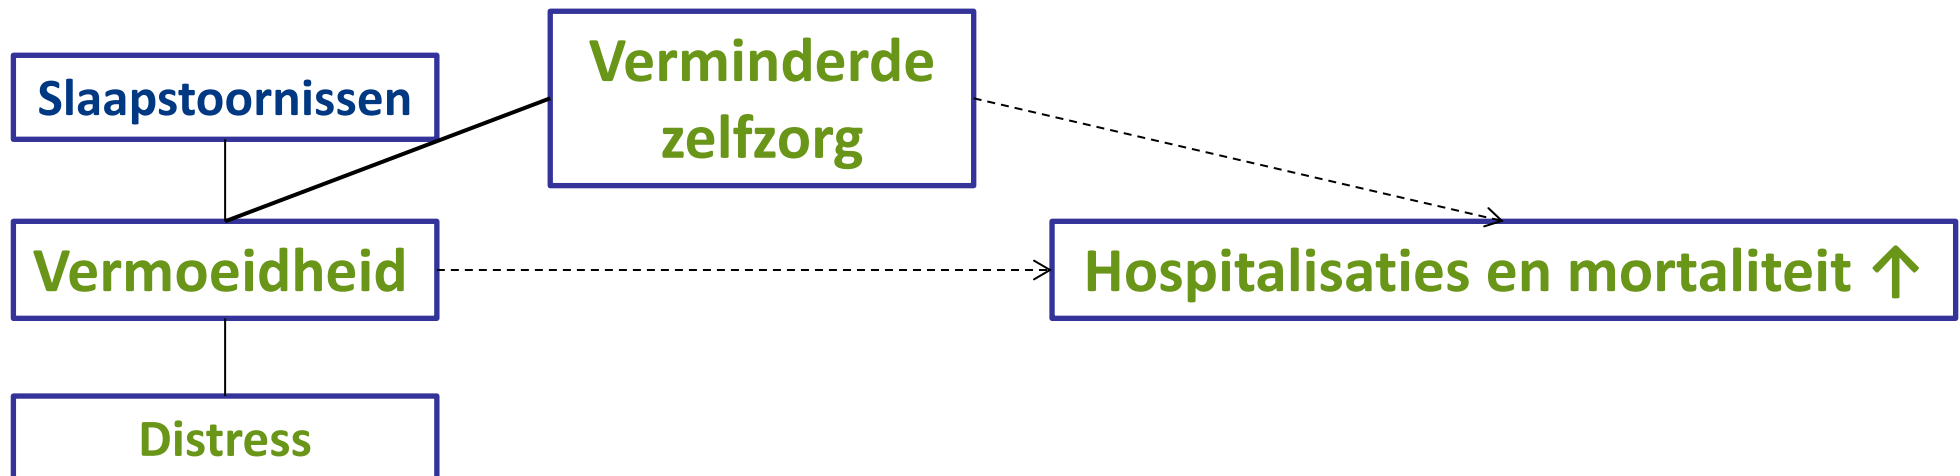 Slaapstoornissen
Verminderde
zelfzorg
Vermoeidheid
Hospitalisaties en mortaliteit ↑
Distress